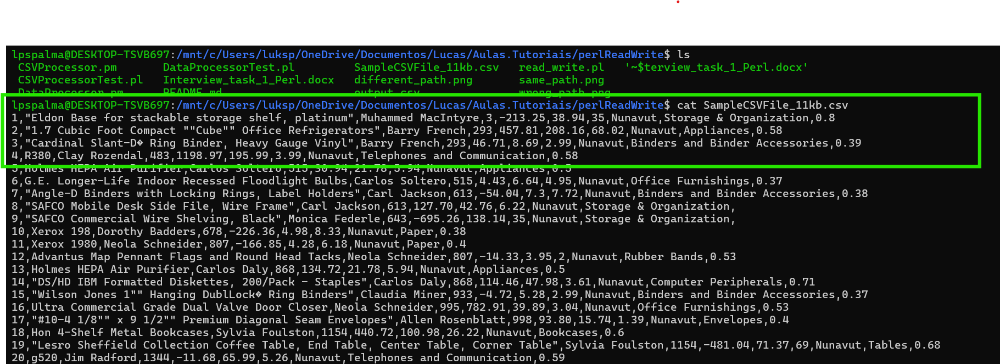 lpspalma@DESKTOP-TSVB697:/mnt/c/Users/luksp/OneDrive/Documentos/Lucas/Aulas.Tutoriais/perlReadWrite$ ls
CSVProcessor.pm DataProcessorTest.pl SampleCSVFile_11kb.csv read_write.pl '~$terview_task_1_Perl.docx'
CSVProcessorTest.pl Interview_task_1_Perl.docx different_path.png same_path.png
DataProcessor.pm README.md output.csv wrong_path.png
lpspalma@DESKTOP-TSVB697:/mnt/c/Users/luksp/OneDrive/Documentos/Lucas/Aulas.Tutoriais/perlReadWrite$ cat SampleCSVFile_11kb.csv
1,"Eldon Base for stackable storage shelf, platinum",Muhammed MacIntyre,3,-213.25,38.94,35,Nunavut,Storage & Organization,0.8
2,"1.7 Cubic Foot Compact ""Cube"" Office Refrigerators",Barry French,293,457.81,208.16,68.02,Nunavut,Appliances,0.58
3,"Cardinal Slant-D� Ring Binder, Heavy Gauge Vinyl",Barry French,293,46.71,8.69,2.99,Nunavut,Binders and Binder Accessories,0.39
4,R380,Clay Rozendal,483,1198.97,195.99,3.99,Nunavut,Telephones and Communication,0.58
5,Holmes HEPA Air Purifier,Carlos Soltero,515,30.94,21.78,5.94,Nunavut,Appliances,0.5
6,G.E. Longer-Life Indoor Recessed Floodlight Bulbs,Carlos Soltero,515,4.43,6.64,4.95,Nunavut,Office Furnishings,0.37
7,"Angle-D Binders with Locking Rings, Label Holders",Carl Jackson,613,-54.04,7.3,7.72,Nunavut,Binders and Binder Accessories,0.38
8,"SAFCO Mobile Desk Side File, Wire Frame",Carl Jackson,613,127.70,42.76,6.22,Nunavut,Storage & Organization,
9,"SAFCO Commercial Wire Shelving, Black",Monica Federle,643,-695.26,138.14,35,Nunavut,Storage & Organization,
10,Xerox 198,Dorothy Badders,678,-226.36,4.98,8.33,Nunavut,Paper,0.38
11,Xerox 1980,Neola Schneider,807,-166.85,4.28,6.18,Nunavut,Paper,0.4
12,Advantus Map Pennant Flags and Round Head Tacks,Neola Schneider,807,-14.33,3.95,2,Nunavut,Rubber Bands,0.53
13,Holmes HEPA Air Purifier,Carlos Daly,868,134.72,21.78,5.94,Nunavut,Appliances,0.5
14,"DS/HD IBM Formatted Diskettes, 200/Pack - Staples",Carlos Daly,868,114.46,47.98,3.61,Nunavut,Computer Peripherals,0.71
15,"Wilson Jones 1"" Hanging DublLock� Ring Binders",Claudia Miner,933,-4.72,5.28,2.99,Nunavut,Binders and Binder Accessories,0.37
16,Ultra Commercial Grade Dual Valve Door Closer,Neola Schneider,995,782.91,39.89,3.04,Nunavut,Office Furnishings,0.53
17,"#10-4 1/8"" x 9 1/2"" Premium Diagonal Seam Envelopes",Allen Rosenblatt,998,93.80,15.74,1.39,Nunavut,Envelopes,0.4
18,Hon 4-Shelf Metal Bookcases,Sylvia Foulston,1154,440.72,100.98,26.22,Nunavut,Bookcases,0.6
19,"Lesro Sheffield Collection Coffee Table, End Table, Center Table, Corner Table",Sylvia Foulston,1154,-481.04,71.37,69,Nunavut,Tables,0.68
20,g520,Jim Radford,1344,-11.68,65.99,5.26,Nunavut,Telephones and Communication,0.59